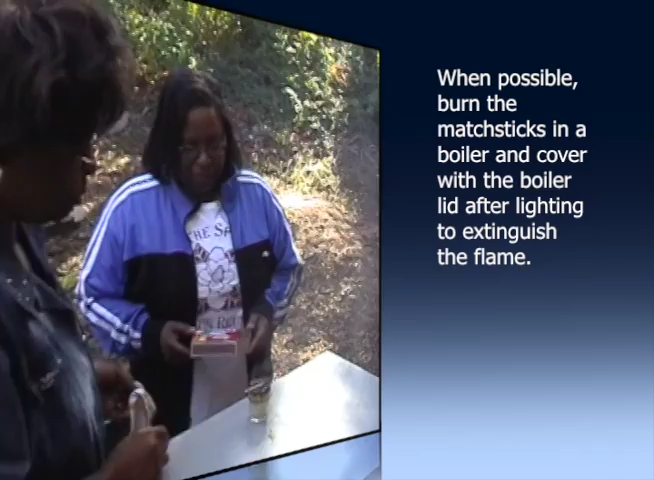 When possible,
burn the
matchsticks in a
boiler and cover
with the boiler
lid after lighting
to extinguish
the flame.
THE